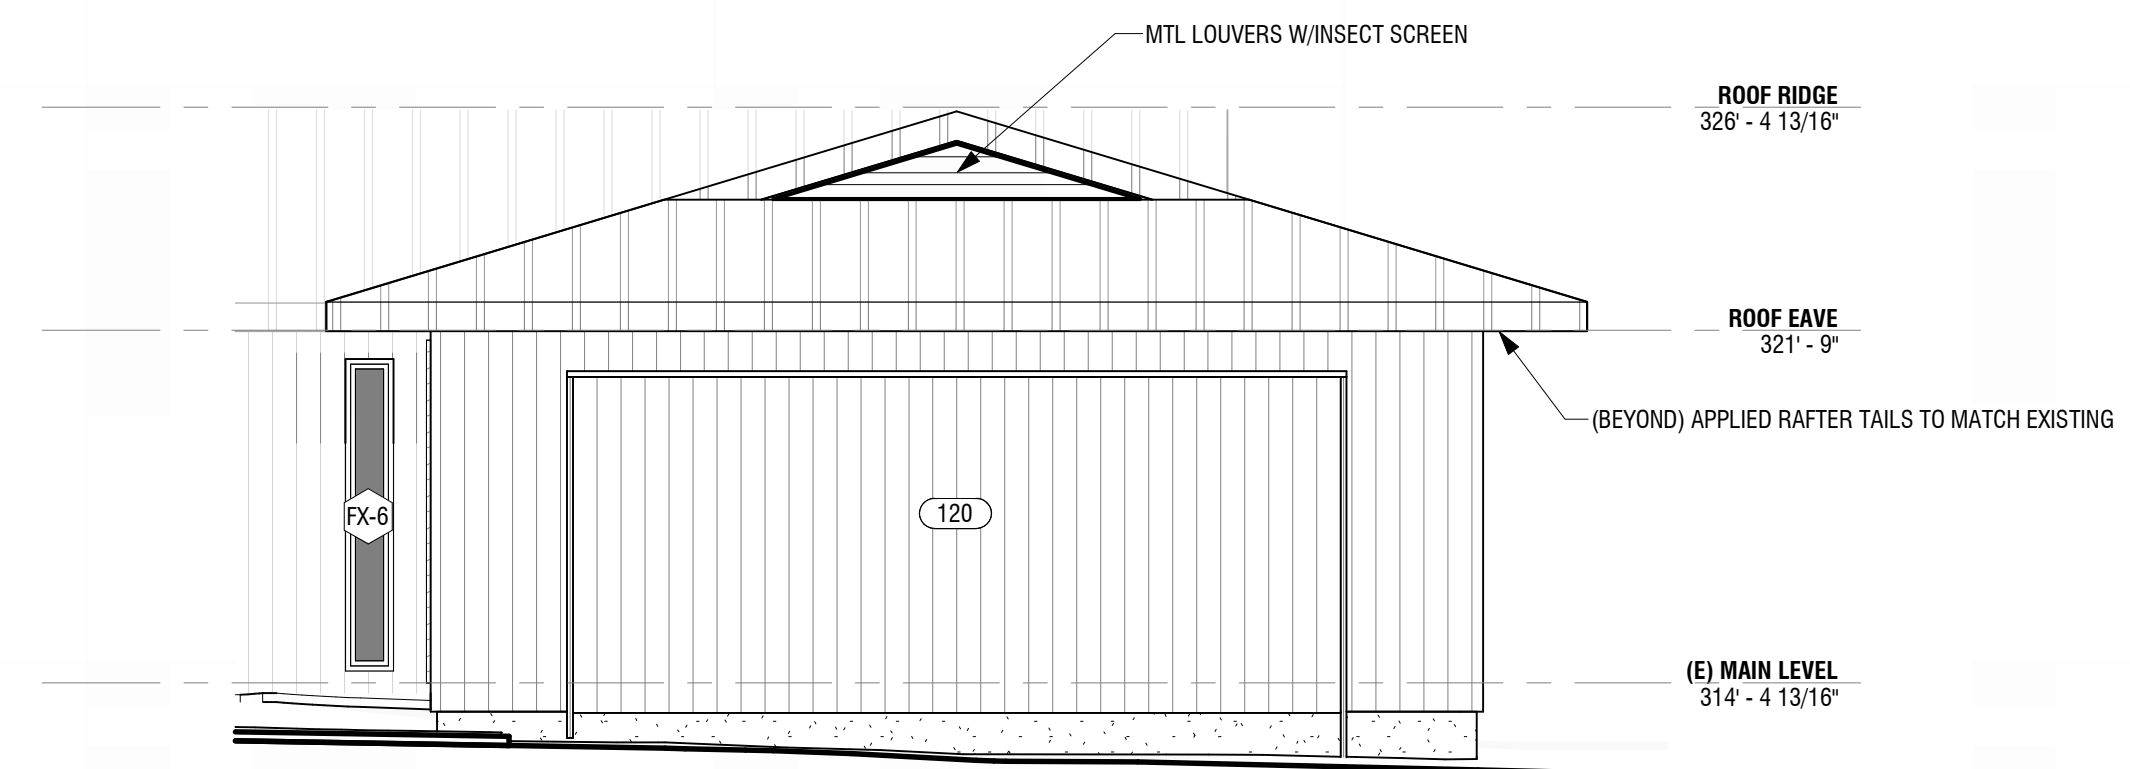 MTL LOUVERS W/INSECT SCREEN
ROOF RIDGE
326' - 4 13/16"
ROOF EAVE
321' - 9"
(BEYOND) APPLIED RAFTER TAILS TO MATCH EXISTING
FX-6
120
(E) MAIN LEVEL
314' - 4 13/16"